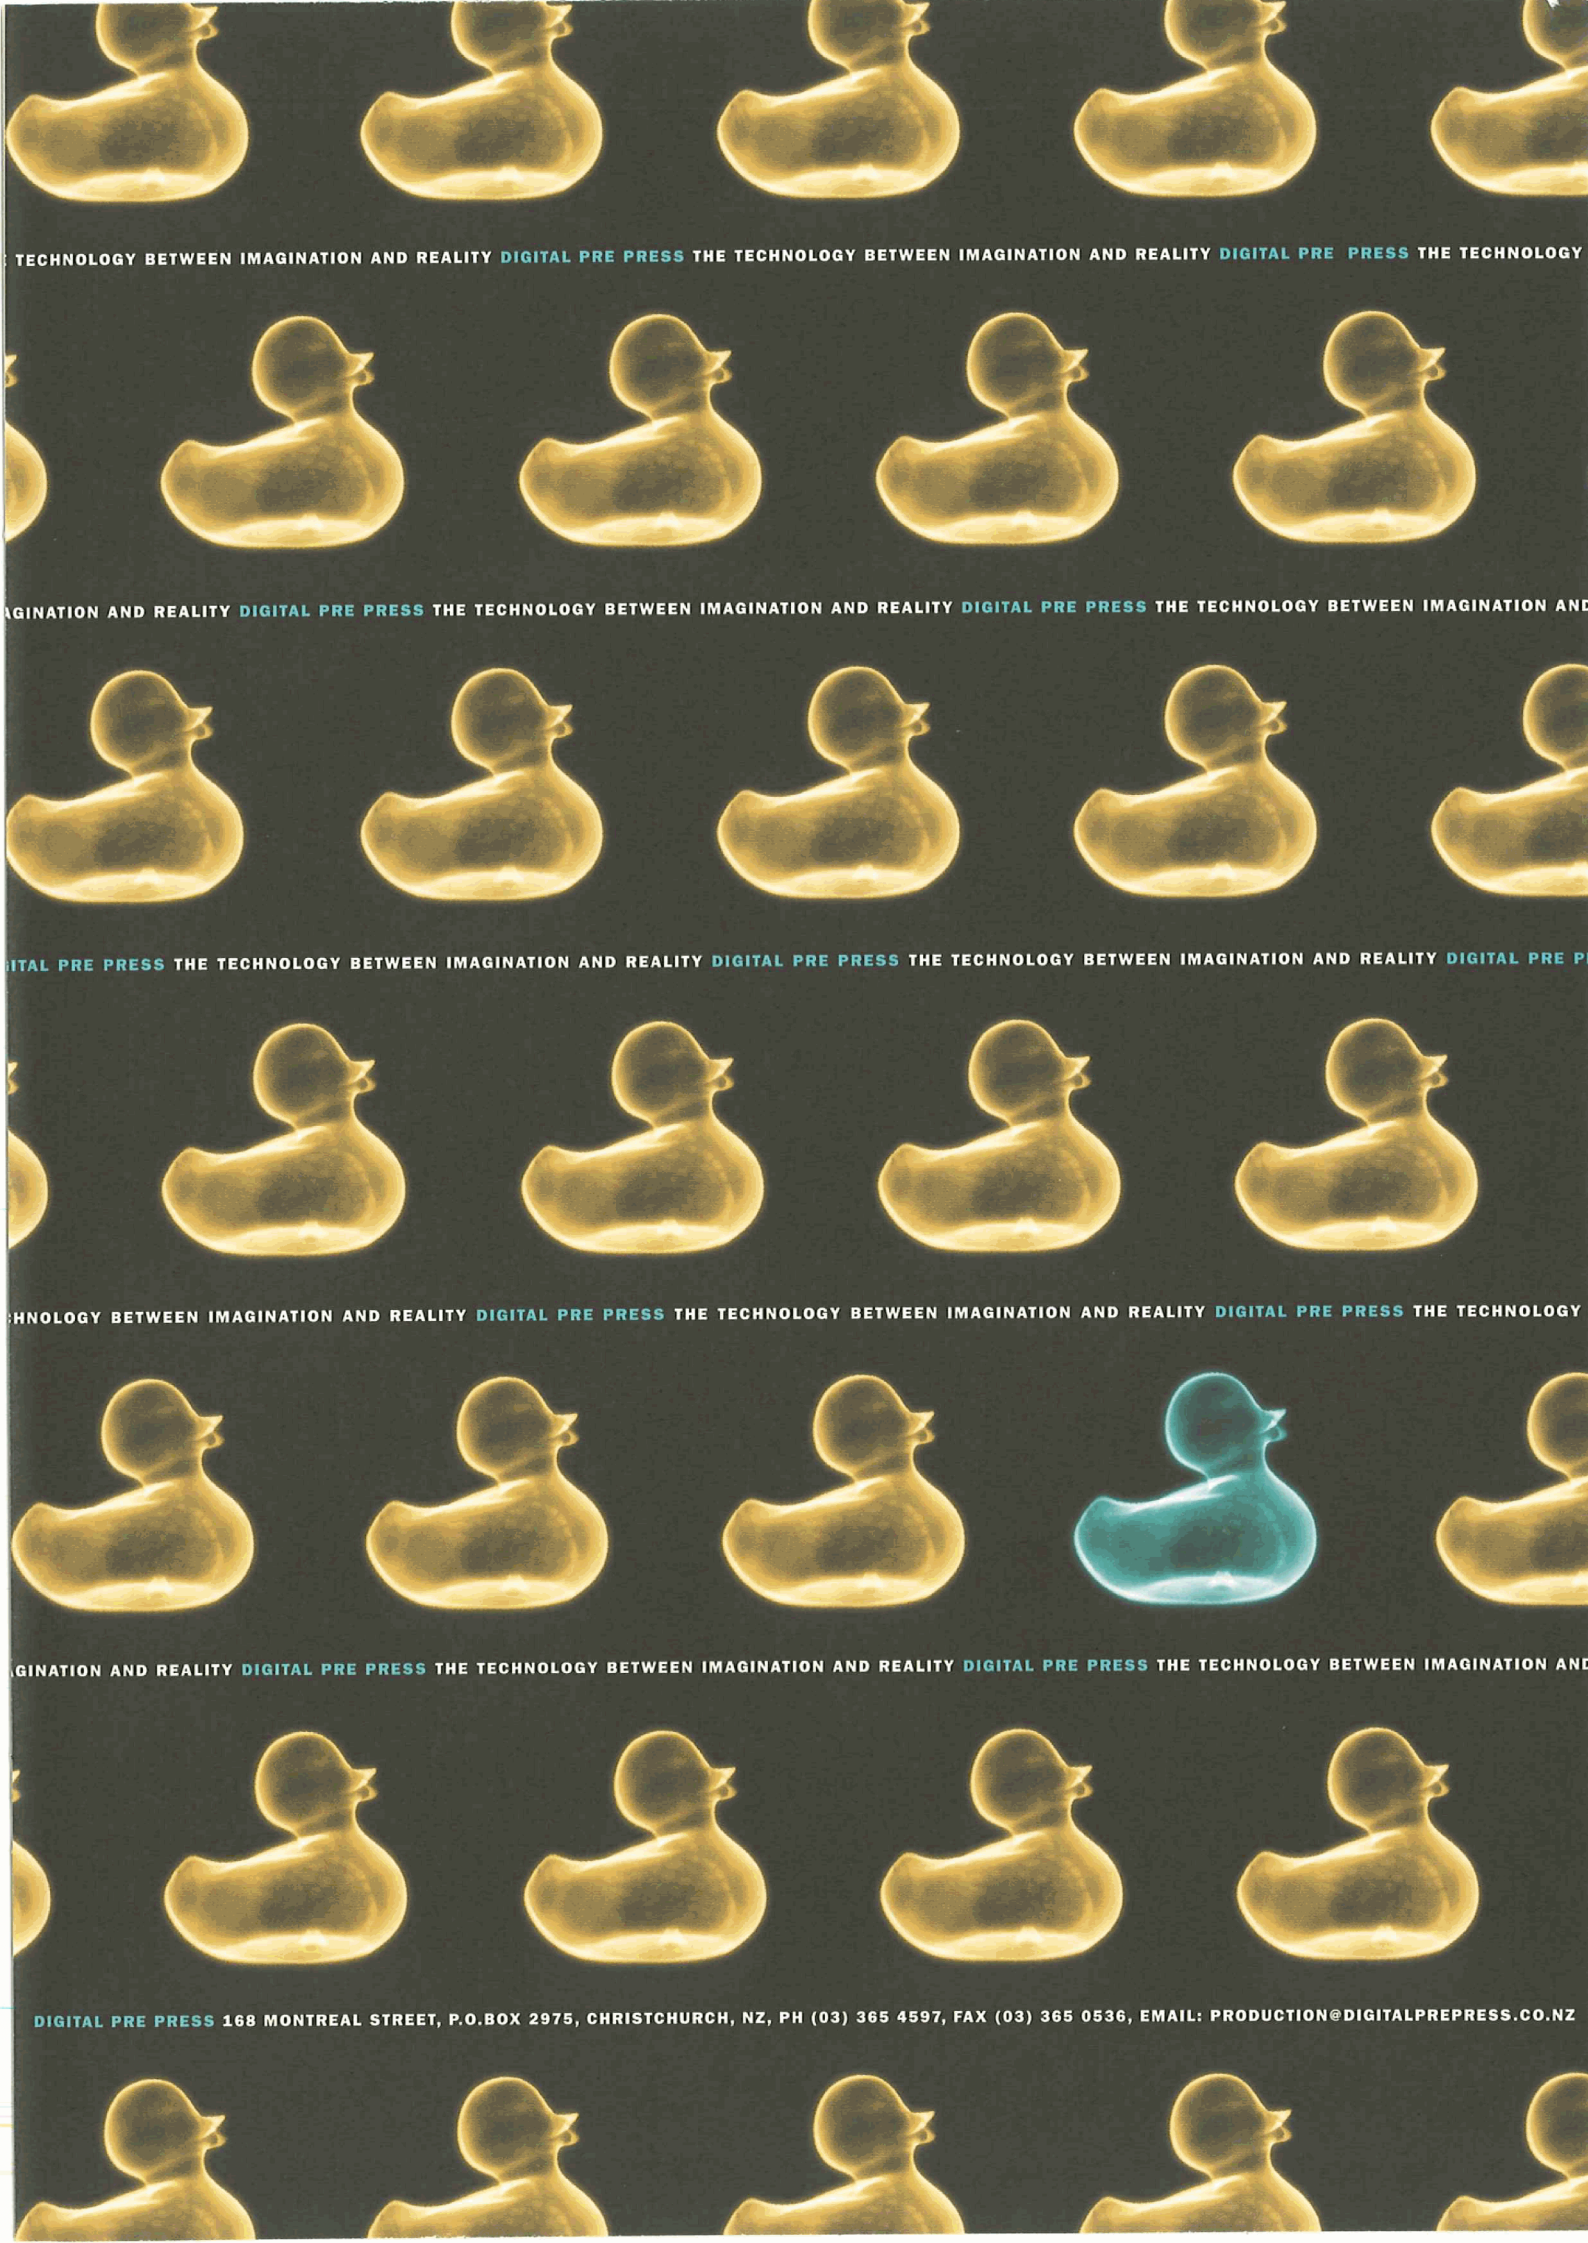 TECHNOLOGY BETWEEN IMAGINATION AND REALITY DIGITAL PRE PRESS THE TECHNOLOGY BETWEEN IMAGINATION AND REALITY DIGITAL PRE PRESS THE TECHNOLOGY
AGINATION AND REALITY DIGITAL PRE PRESS THE TECHNOLOGY BETWEEN IMAGINATION AND REALITY DIGITAL PRE PRESS THE TECHNOLOGY BETWEEN IMAGINATION AND
ITAL PRE PRESS THE TECHNOLOGY BETWEEN IMAGINATION AND REALITY DIGITAL PRE PRESS THE TECHNOLOGY BETWEEN IMAGINATION AND REALITY DIGITAL PRE P
HNOLOGY BETWEEN IMAGINATION AND REALITY DIGITAL PRE PRESS THE TECHNOLOGY BETWEEN IMAGINATION AND REALITY DIGITAL PRE PRESS THE TECHNOLOGY
GINATION AND REALITY DIGITAL PRE PRESS THE TECHNOLOGY BETWEEN IMAGINATION AND REALITY DIGITAL PRE PRESS THE TECHNOLOGY BETWEEN IMAGINATION AND
DIGITAL PRE PRESS 168 MONTREAL STREET, P.O.BOX 2975, CHRISTCHURCH, NZ, PH (03) 365 4597, FAX (03) 365 0536, EMAIL: PRODUCTION@DIGITALPREPRESS.CO.NZ